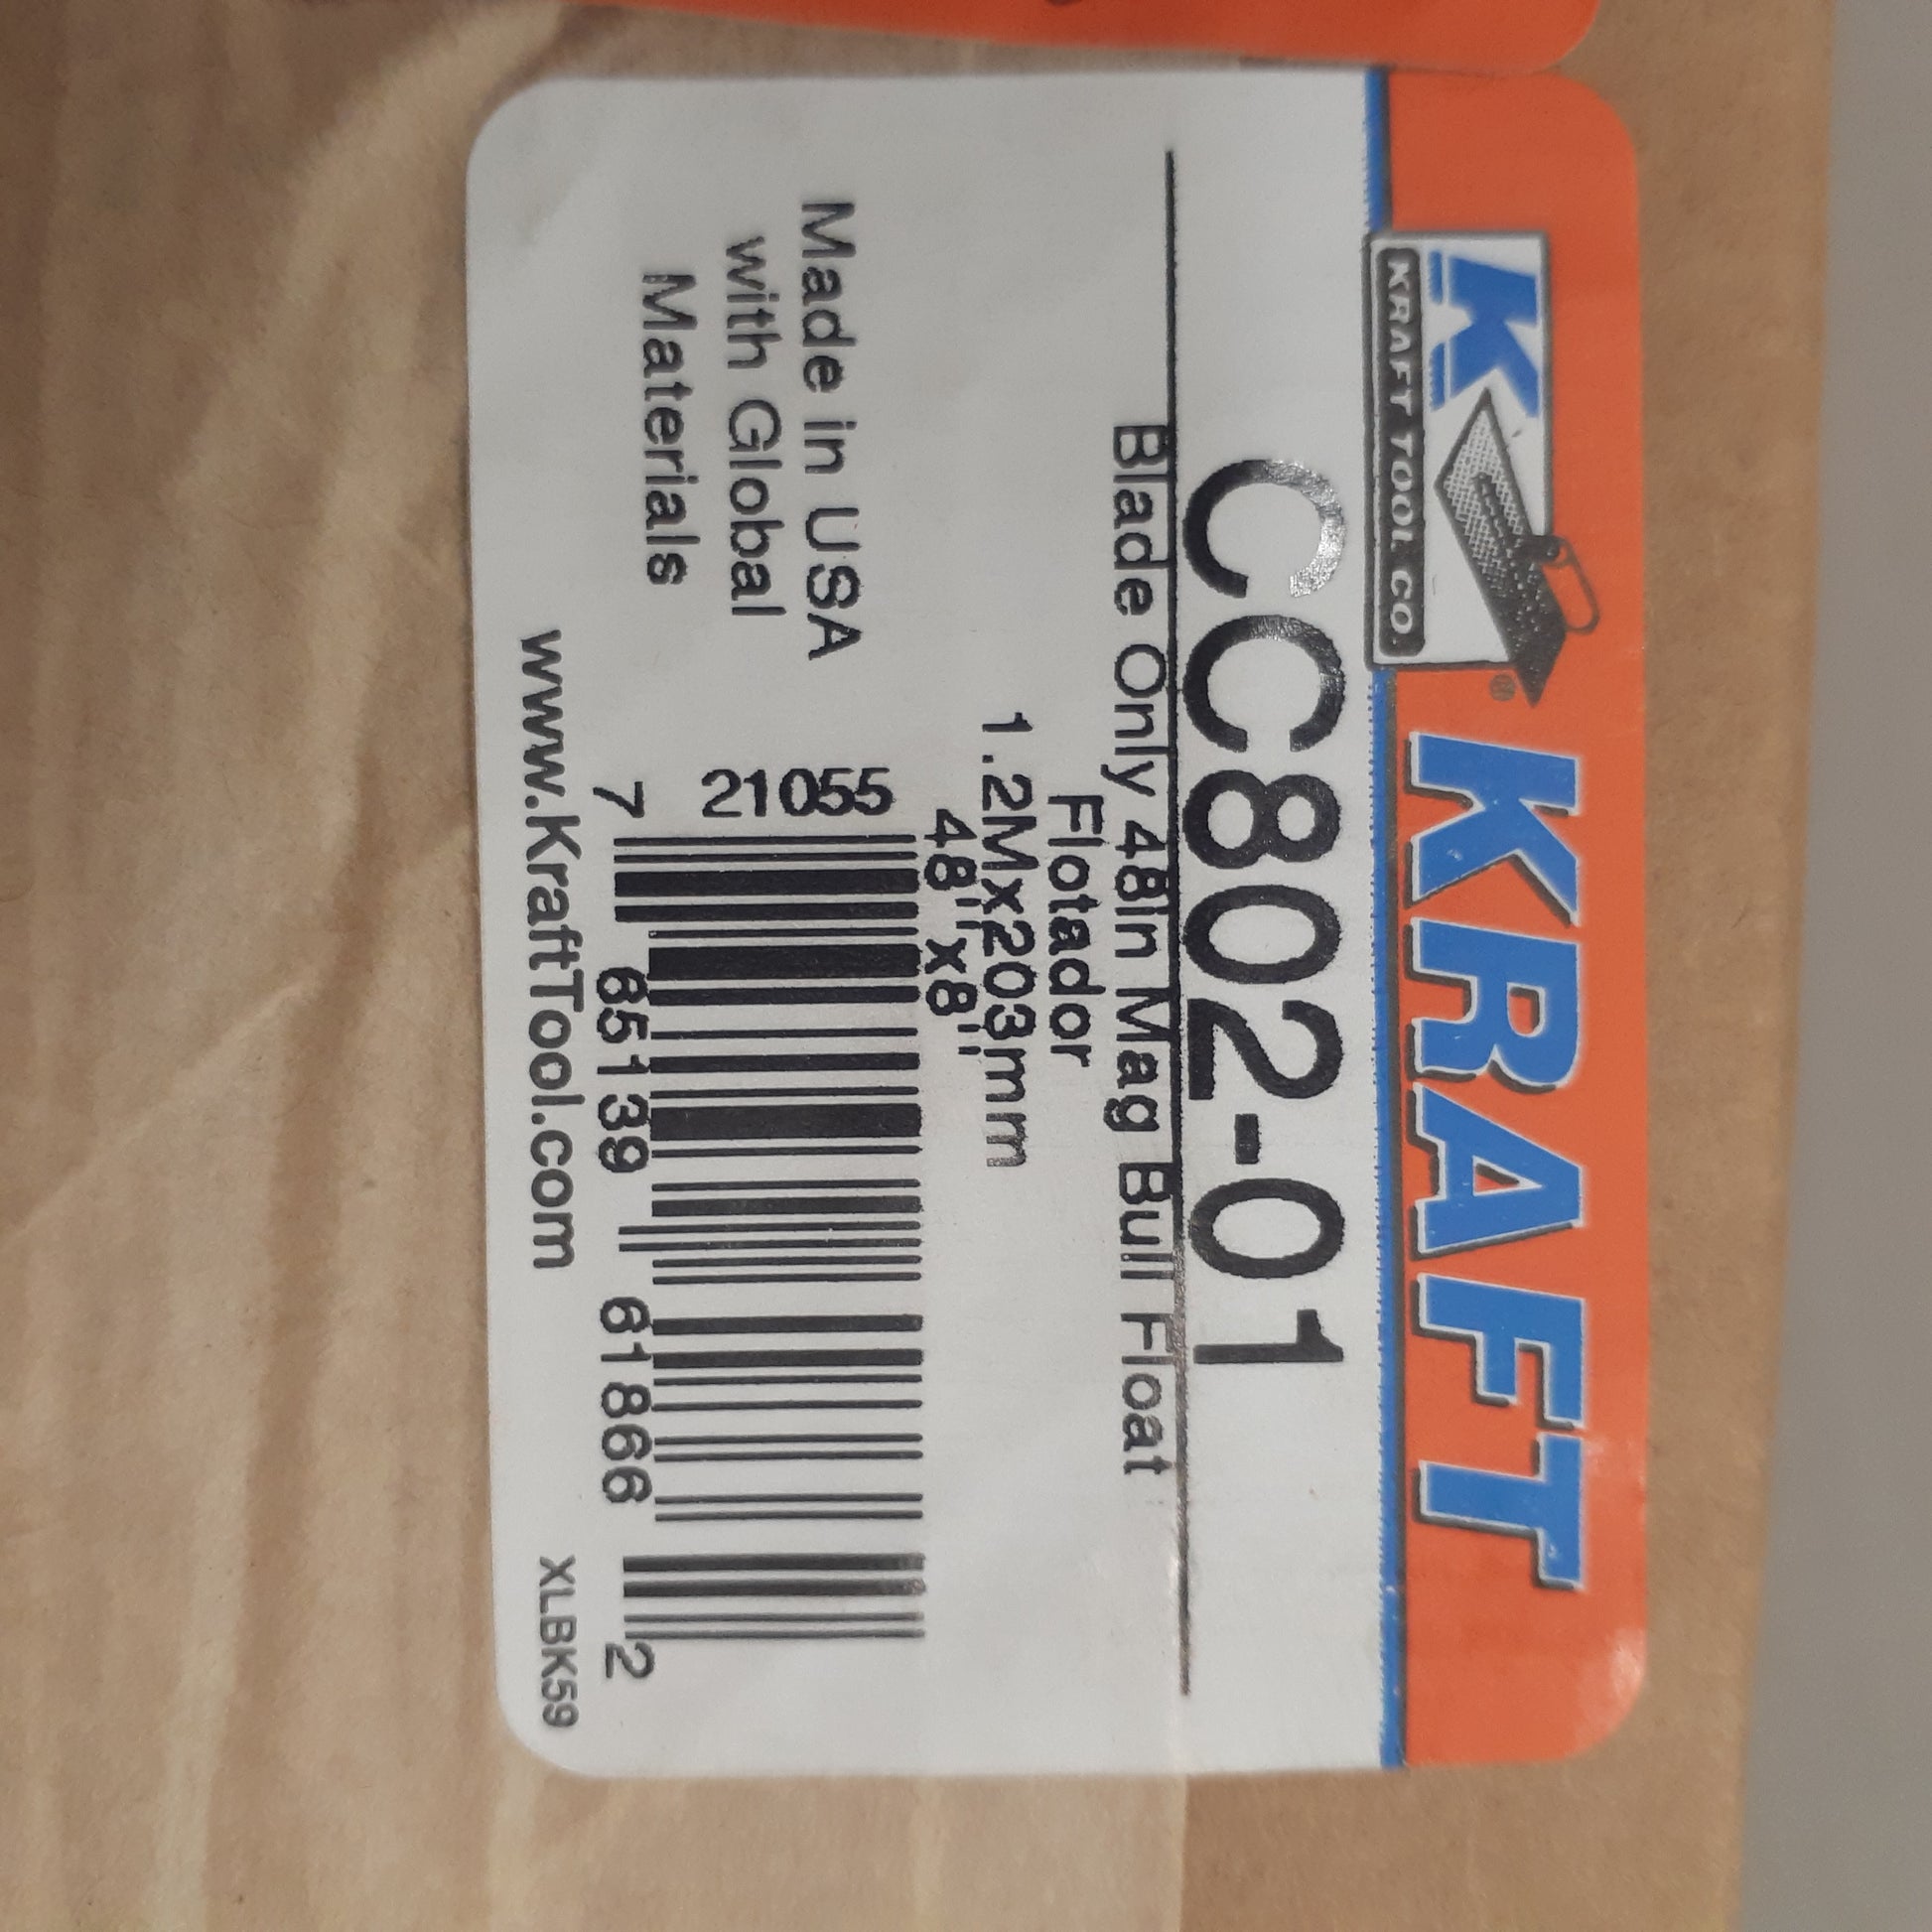 K
KRAFT TOOL CO.
®
KRAFT
CC802-01
Blade Only 48in Mag Bull Float
Flotador
1.2Mx203mm
48''x8''
Made in USA
with Global
Materials
21055
7 65139 61866 2
www.KraftTool.com
XLBK59